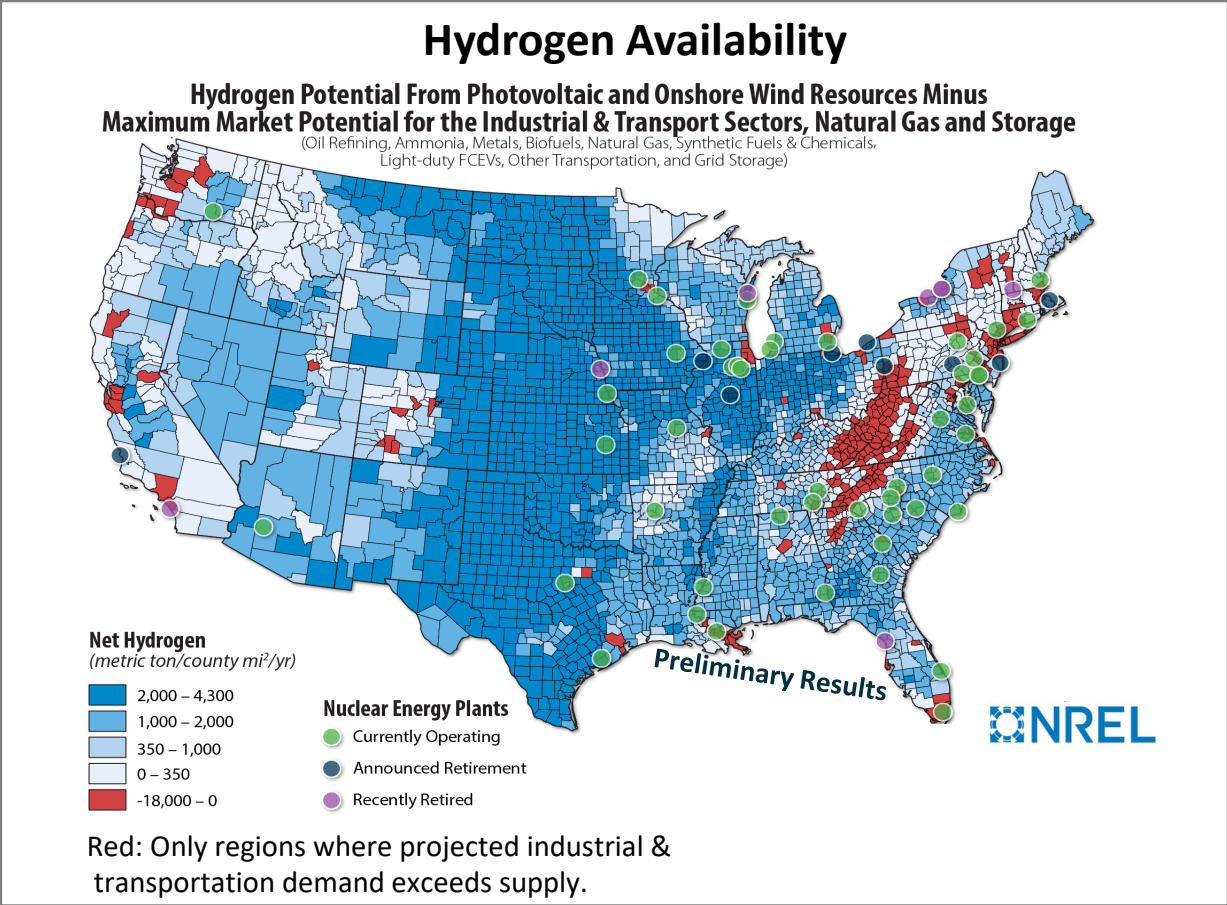 Hydrogen Availability
Hydrogen Potential From Photovoltaic and Onshore Wind Resources Minus
Maximum Market Potential for the Industrial & Transport Sectors, Natural Gas and Storage
(Oil Refining, Ammonia, Metals, Biofuels, Natural Gas, Synthetic Fuels & Chemicals,
Light-duty FCEVs, Other Transportation, and Grid Storage)
Net Hydrogen
(metric ton/county mi²/yr)
2,000 – 4,300
1,000 – 2,000
350 – 1,000
0 – 350
-18,000 – 0
Nuclear Energy Plants
Currently Operating
Announced Retirement
Recently Retired
Preliminary Results
NREL
Red: Only regions where projected industrial &
transportation demand exceeds supply.